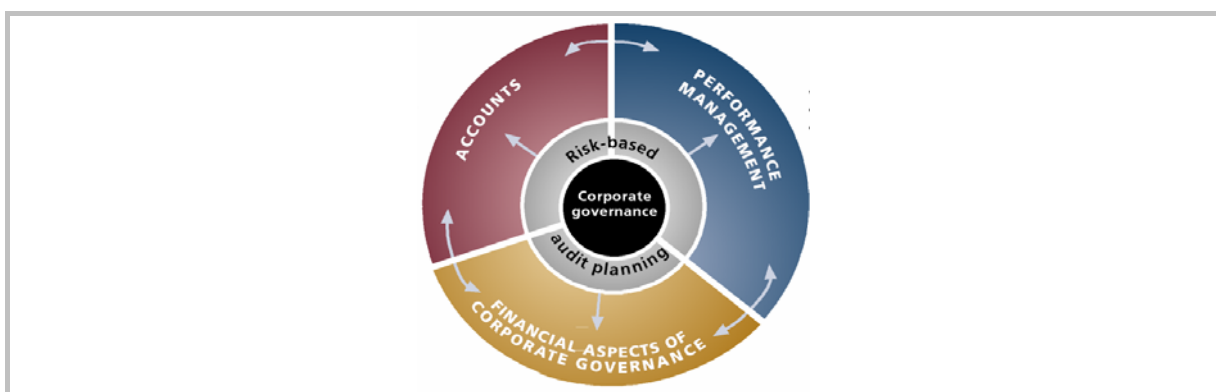 ACCOUNTS
PERFORMANCE
MANAGEMENT
Risk-based
Corporate
governance
audit planning
FINANCIAL ASPECTS OF
CORPORATE GOVERNANCE